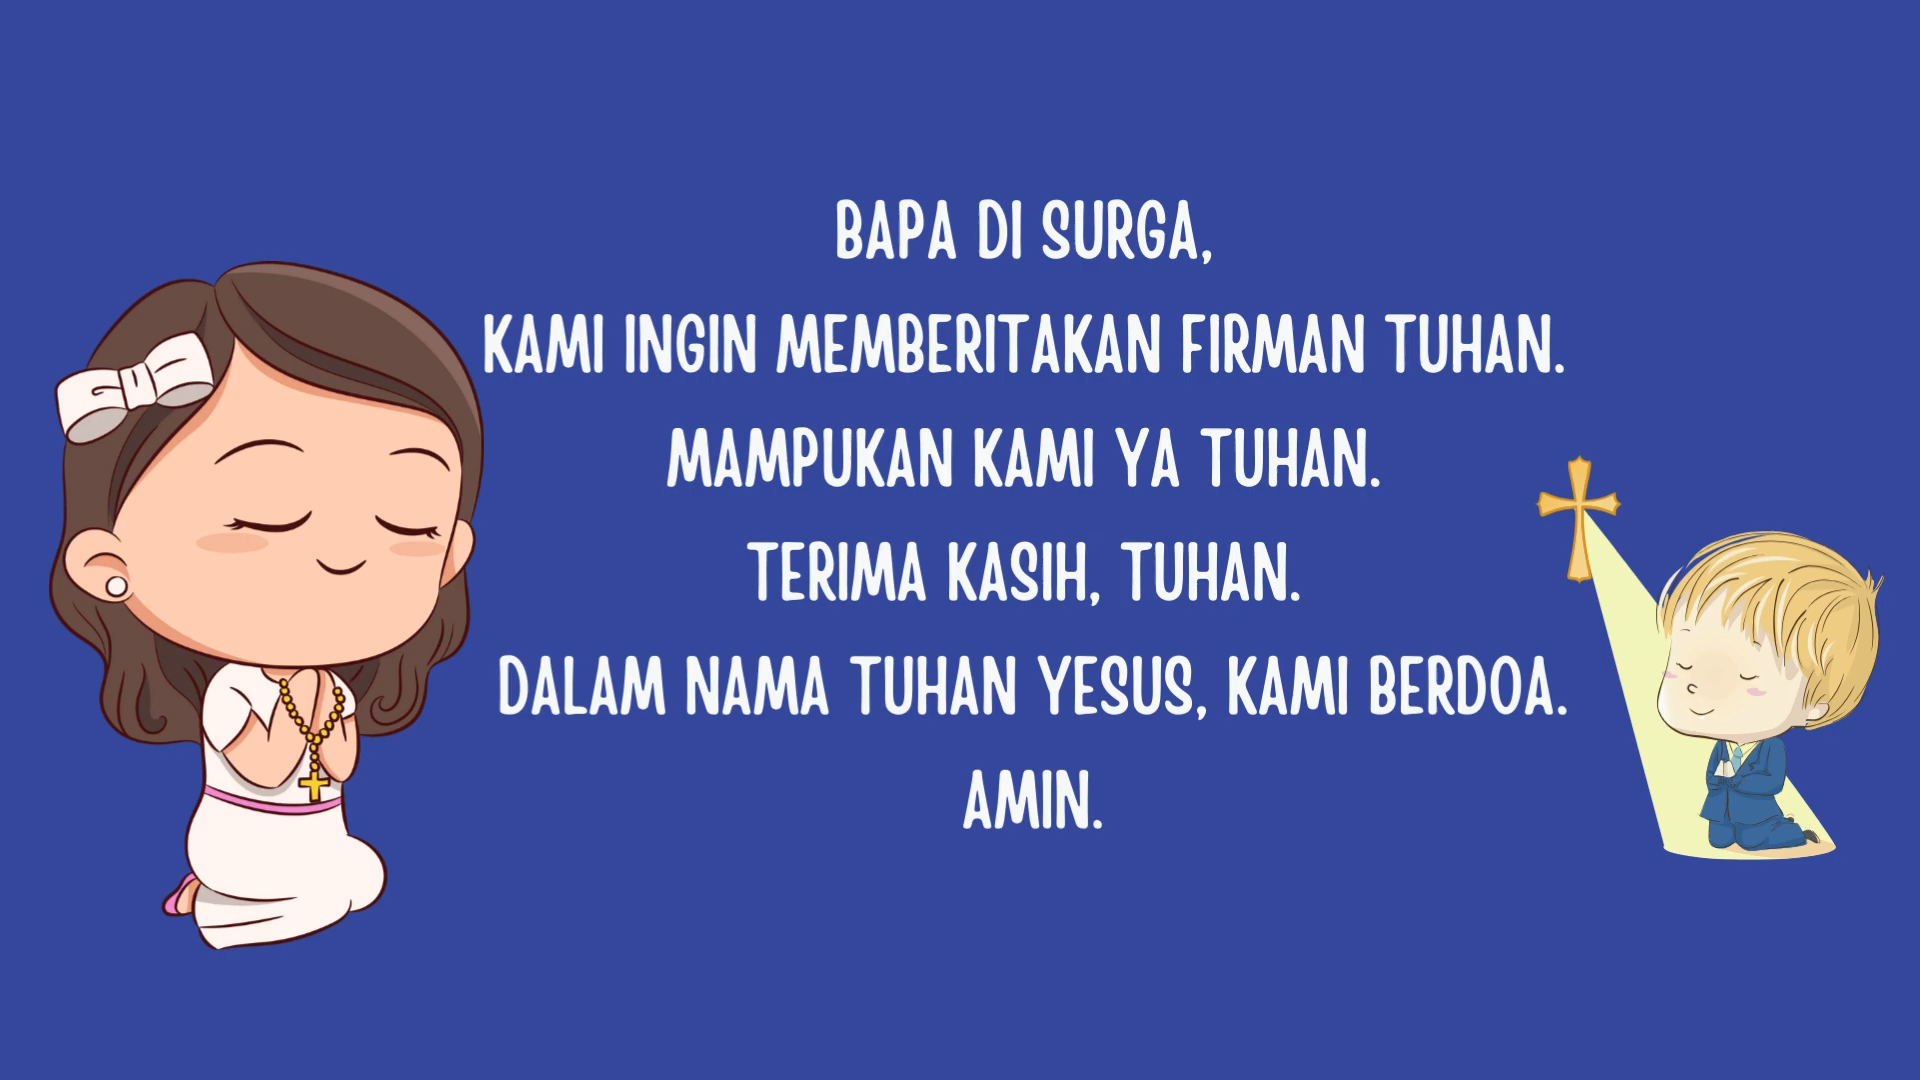 BAPA DI SURGA,
KAMI INGIN MEMBERITAKAN FIRMAN TUHAN.
MAMPUKAN KAMI YA TUHAN.
TERIMA KASIH, TUHAN.
DALAM NAMA TUHAN YESUS, KAMI BERDOA.
AMIN.